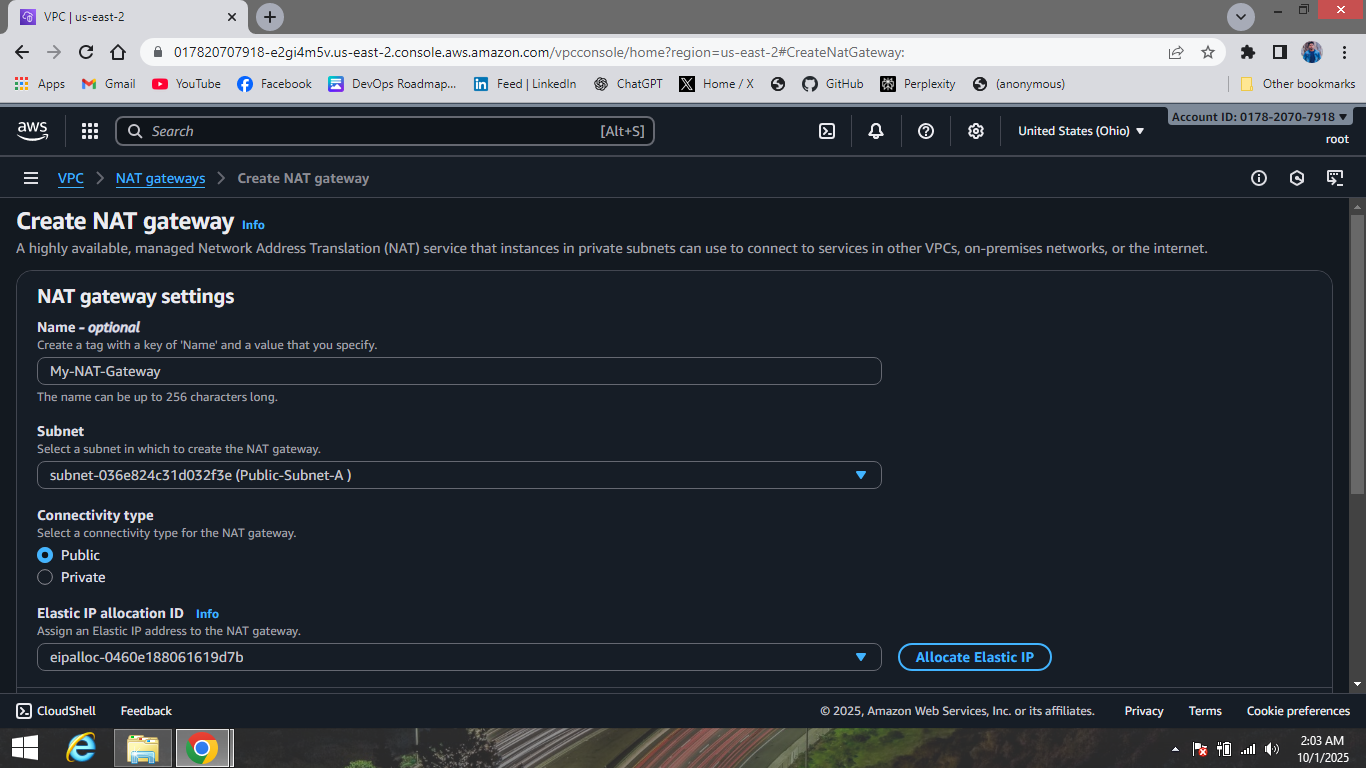 VPC | us-east-2
017820707918-e2gi4m5v.us-east-2.console.aws.amazon.com/vpcconsole/home?region=us-east-2#CreateNatGateway:
Apps Gmail YouTube Facebook DevOps Roadmap... Feed | LinkedIn ChatGPT Home / X GitHub Perplexity (anonymous) Other bookmarks
aws Search [Alt+S] United States (Ohio) Account ID: 0178-2070-7918
root
VPC NAT gateways Create NAT gateway
Create NAT gateway Info
A highly available, managed Network Address Translation (NAT) service that instances in private subnets can use to connect to services in other VPCs, on-premises networks, or the internet.
NAT gateway settings
Name - optional
Create a tag with a key of 'Name' and a value that you specify.
My-NAT-Gateway
The name can be up to 256 characters long.
Subnet
Select a subnet in which to create the NAT gateway.
subnet-036e824c31d032f3e (Public-Subnet-A )
Connectivity type
Select a connectivity type for the NAT gateway.
Public
Private
Elastic IP allocation ID Info
Assign an Elastic IP address to the NAT gateway.
eipalloc-0460e188061619d7b Allocate Elastic IP
CloudShell Feedback © 2025, Amazon Web Services, Inc. or its affiliates. Privacy Terms Cookie preferences
2:03 AM
10/1/2025